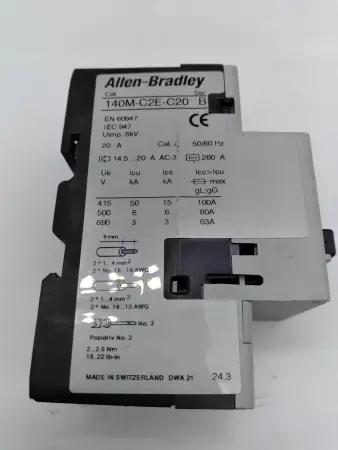 Allen-Bradley
Cat. Ser.
140M-C2E-C20 B
EN 60947
IEC 947
Uimp. 6kV
CE
20 A Cat. A 50/60 Hz
14.5...20 A AC-3 260 A
Ue Icu Ics Icc>Icu
V kA kA max
gL/gG
415 50 15 100A
500 6 6 80A
690 3 3 63A
9 mm
2 * 1...4 mm²
2 * No.16...10 AWG
2 * 1...4 mm²
2 * No.16...10 AWG
No. 3
Pozidriv No. 2
2...2.5 Nm
18...22 lb-in
MADE IN SWITZERLAND DWA 21 24.3